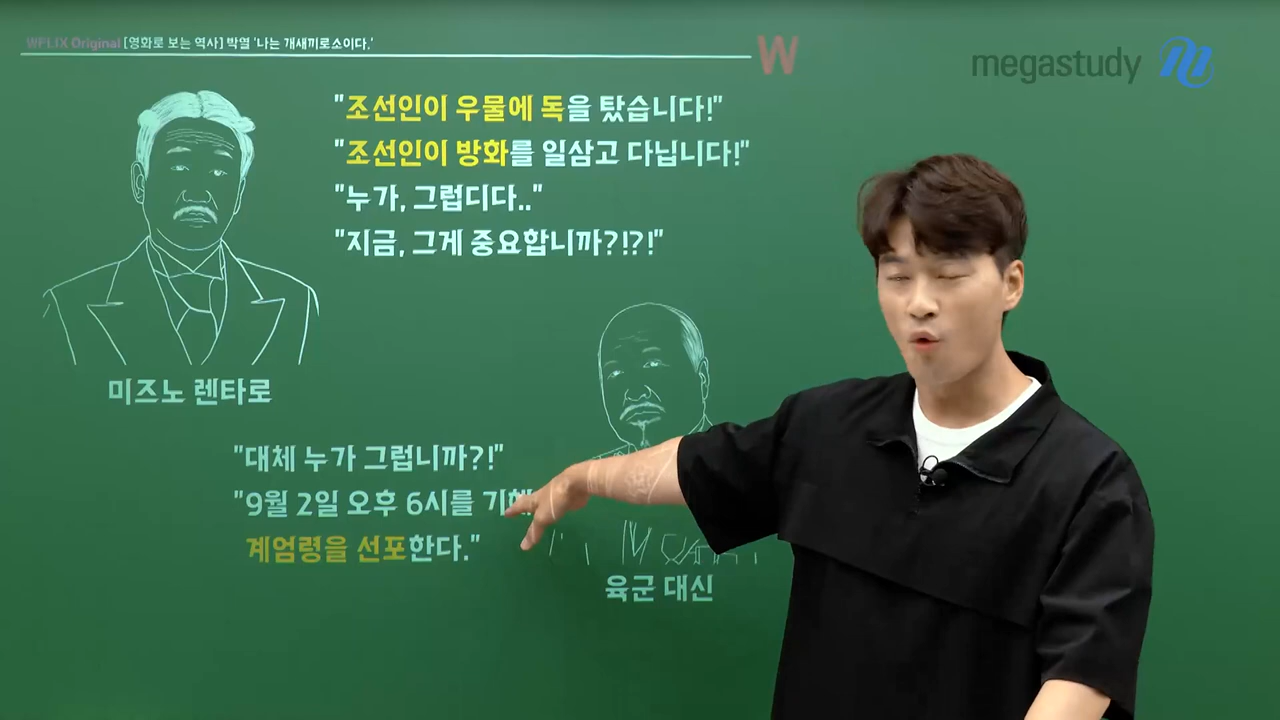 WFLIX Original [영화로 보는 역사] 박열 '나는 개새끼로소이다.'
W
megastudy
"조선인이 우물에 독을 탔습니다!"
"조선인이 방화를 일삼고 다닙니다!"
"누가, 그럽디다.."
"지금, 그게 중요합니까?!?!"
미즈노 렌타로
"대체 누가 그럽니까?!"
"9월 2일 오후 6시를 기해
계엄령을 선포한다."
육군 대신